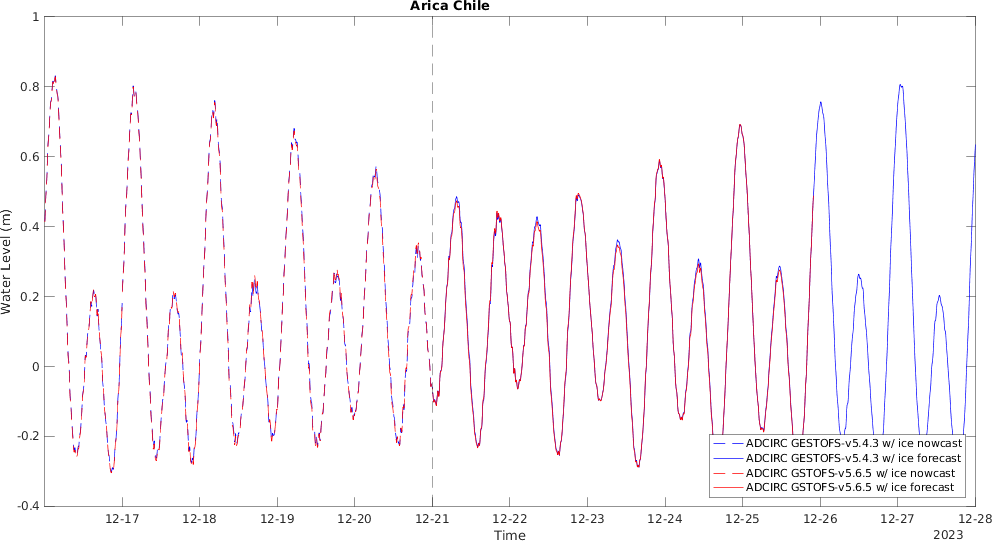 Arica Chile
1
0.8
0.6
0.4
0.2
0
-0.2
-0.4
Water Level (m)
ADCIRC GESTOFS-v5.4.3 w/ ice nowcast
ADCIRC GESTOFS-v5.4.3 w/ ice forecast
ADCIRC GSTOFS-v5.6.5 w/ ice nowcast
ADCIRC GSTOFS-v5.6.5 w/ ice forecast
12-17 12-18 12-19 12-20 12-21 12-22 12-23 12-24 12-25 12-26 12-27 12-28
Time
2023